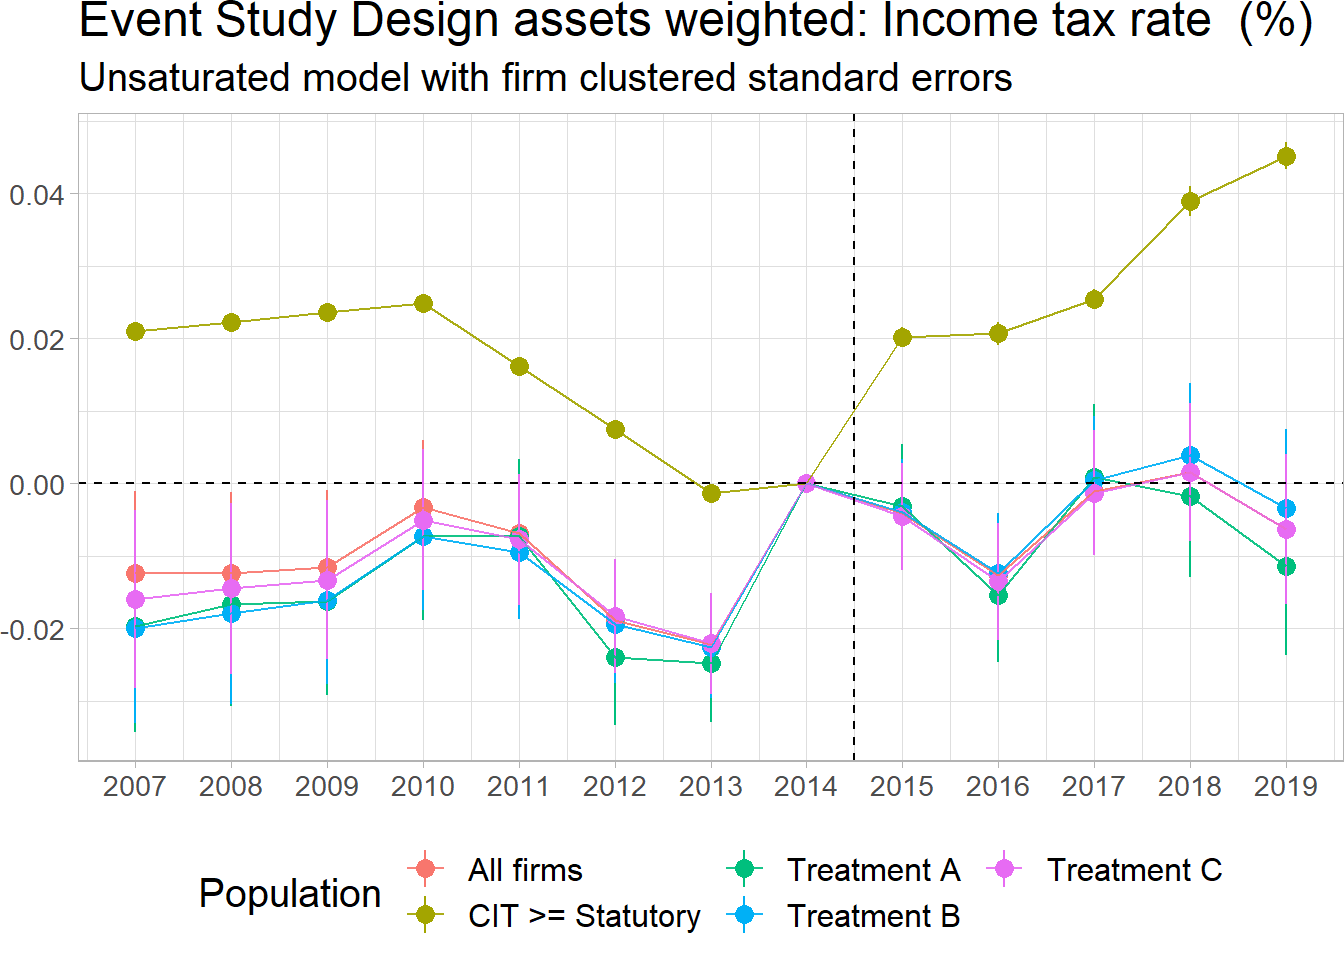 Event Study Design assets weighted: Income tax rate  (%)
Unsaturated model with firm clustered standard errors
0.04
0.02
0.00
-0.02
2007 2008 2009 2010 2011 2012 2013 2014 2015 2016 2017 2018 2019
Population
All firms
CIT >= Statutory
Treatment A
Treatment B
Treatment C